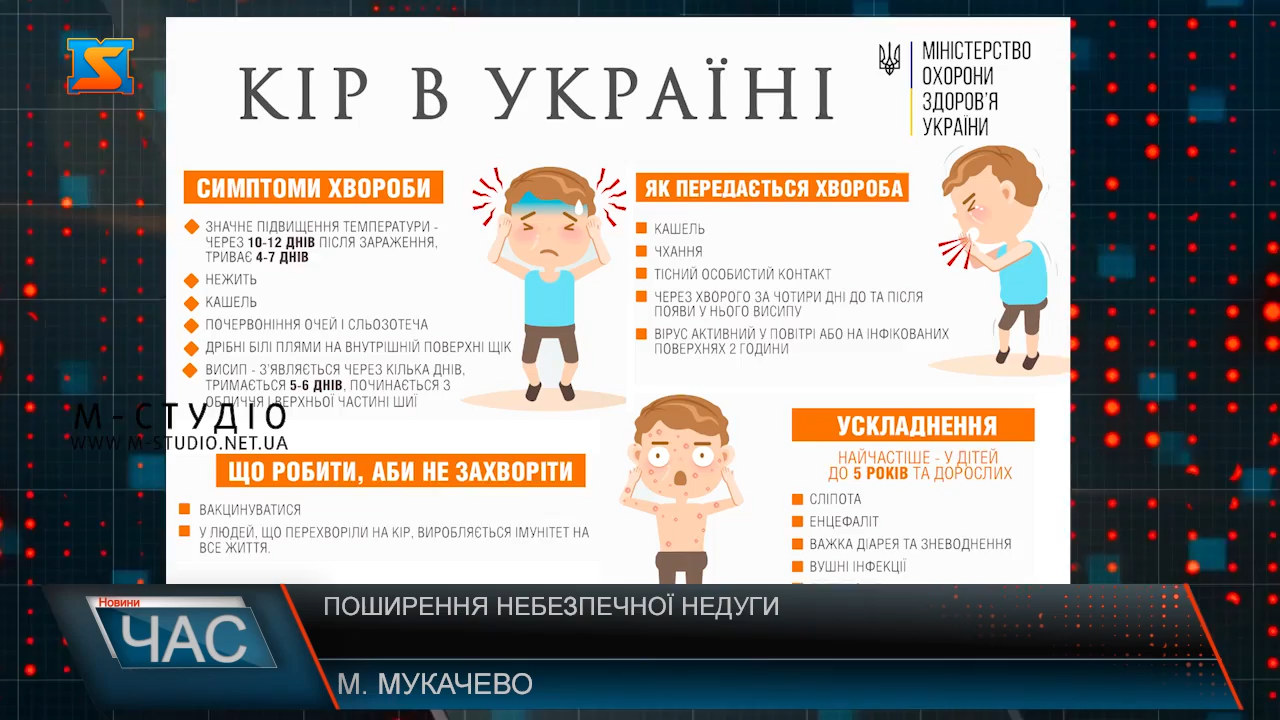 КІР В УКРАЇНІ
МІНІСТЕРСТВО
ОХОРОНИ
ЗДОРОВ'Я
УКРАЇНИ
СИМПТОМИ ХВОРОБИ
ЗНАЧНЕ ПІДВИЩЕННЯ ТЕМПЕРАТУРИ -
ЧЕРЕЗ 10-12 ДНІВ ПІСЛЯ ЗАРАЖЕННЯ,
ТРИВАЄ 4-7 ДНІВ
НЕЖИТЬ
КАШЕЛЬ
ПОЧЕРВОНІННЯ ОЧЕЙ І СЛЬОЗОТЕЧА
ДРІБНІ БІЛІ ПЛЯМИ НА ВНУТРІШНІЙ ПОВЕРХНІ ЩІК
ВИСИП - З'ЯВЛЯЄТЬСЯ ЧЕРЕЗ КІЛЬКА ДНІВ,
ТРИМАЄТЬСЯ 5-6 ДНІВ, ПОЧИНАЄТЬСЯ З
ОБЛИЧЧЯ І ВЕРХНЬОЇ ЧАСТИНІ ШИЇ
ЯК ПЕРЕДАЄТЬСЯ ХВОРОБА
КАШЕЛЬ
ЧХАННЯ
ТІСНИЙ ОСОБИСТИЙ КОНТАКТ
ЧЕРЕЗ ХВОРОГО ЗА ЧОТИРИ ДНІ ДО ТА ПІСЛЯ
ПОЯВИ У НЬОГО ВИСИПУ
ВІРУС АКТИВНИЙ У ПОВІТРІ АБО НА ІНФІКОВАНИХ
ПОВЕРХНЯХ 2 ГОДИНИ
М-СТУДІО
WWW.M-STUDIO.NET.UA
ЩО РОБИТИ, АБИ НЕ ЗАХВОРІТИ
ВАКЦИНУВАТИСЯ
У ЛЮДЕЙ, ЩО ПЕРЕХВОРІЛИ НА КІР, ВИРОБЛЯЄТЬСЯ ІМУНІТЕТ НА
ВСЕ ЖИТТЯ.
УСКЛАДНЕННЯ
НАЙЧАСТІШЕ - У ДІТЕЙ
ДО 5 РОКІВ ТА ДОРОСЛИХ
СЛІПОТА
ЕНЦЕФАЛІТ
ВАЖКА ДІАРЕЯ ТА ЗНЕВОДНЕННЯ
ВУШНІ ІНФЕКЦІЇ
Новини
ЧАС
ПОШИРЕННЯ НЕБЕЗПЕЧНОЇ НЕДУГИ
М. МУКАЧЕВО